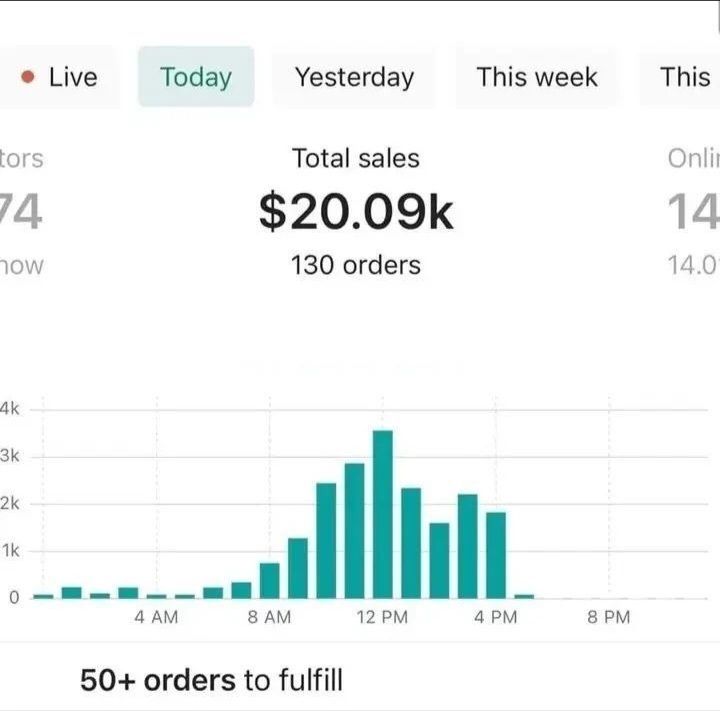 Live Today Yesterday This week This
tors Total sales Onlin
74 $20.09k 14
now 130 orders 14.0
4k
3k
2k
1k
0
4 AM 8 AM 12 PM 4 PM 8 PM
50+ orders to fulfill